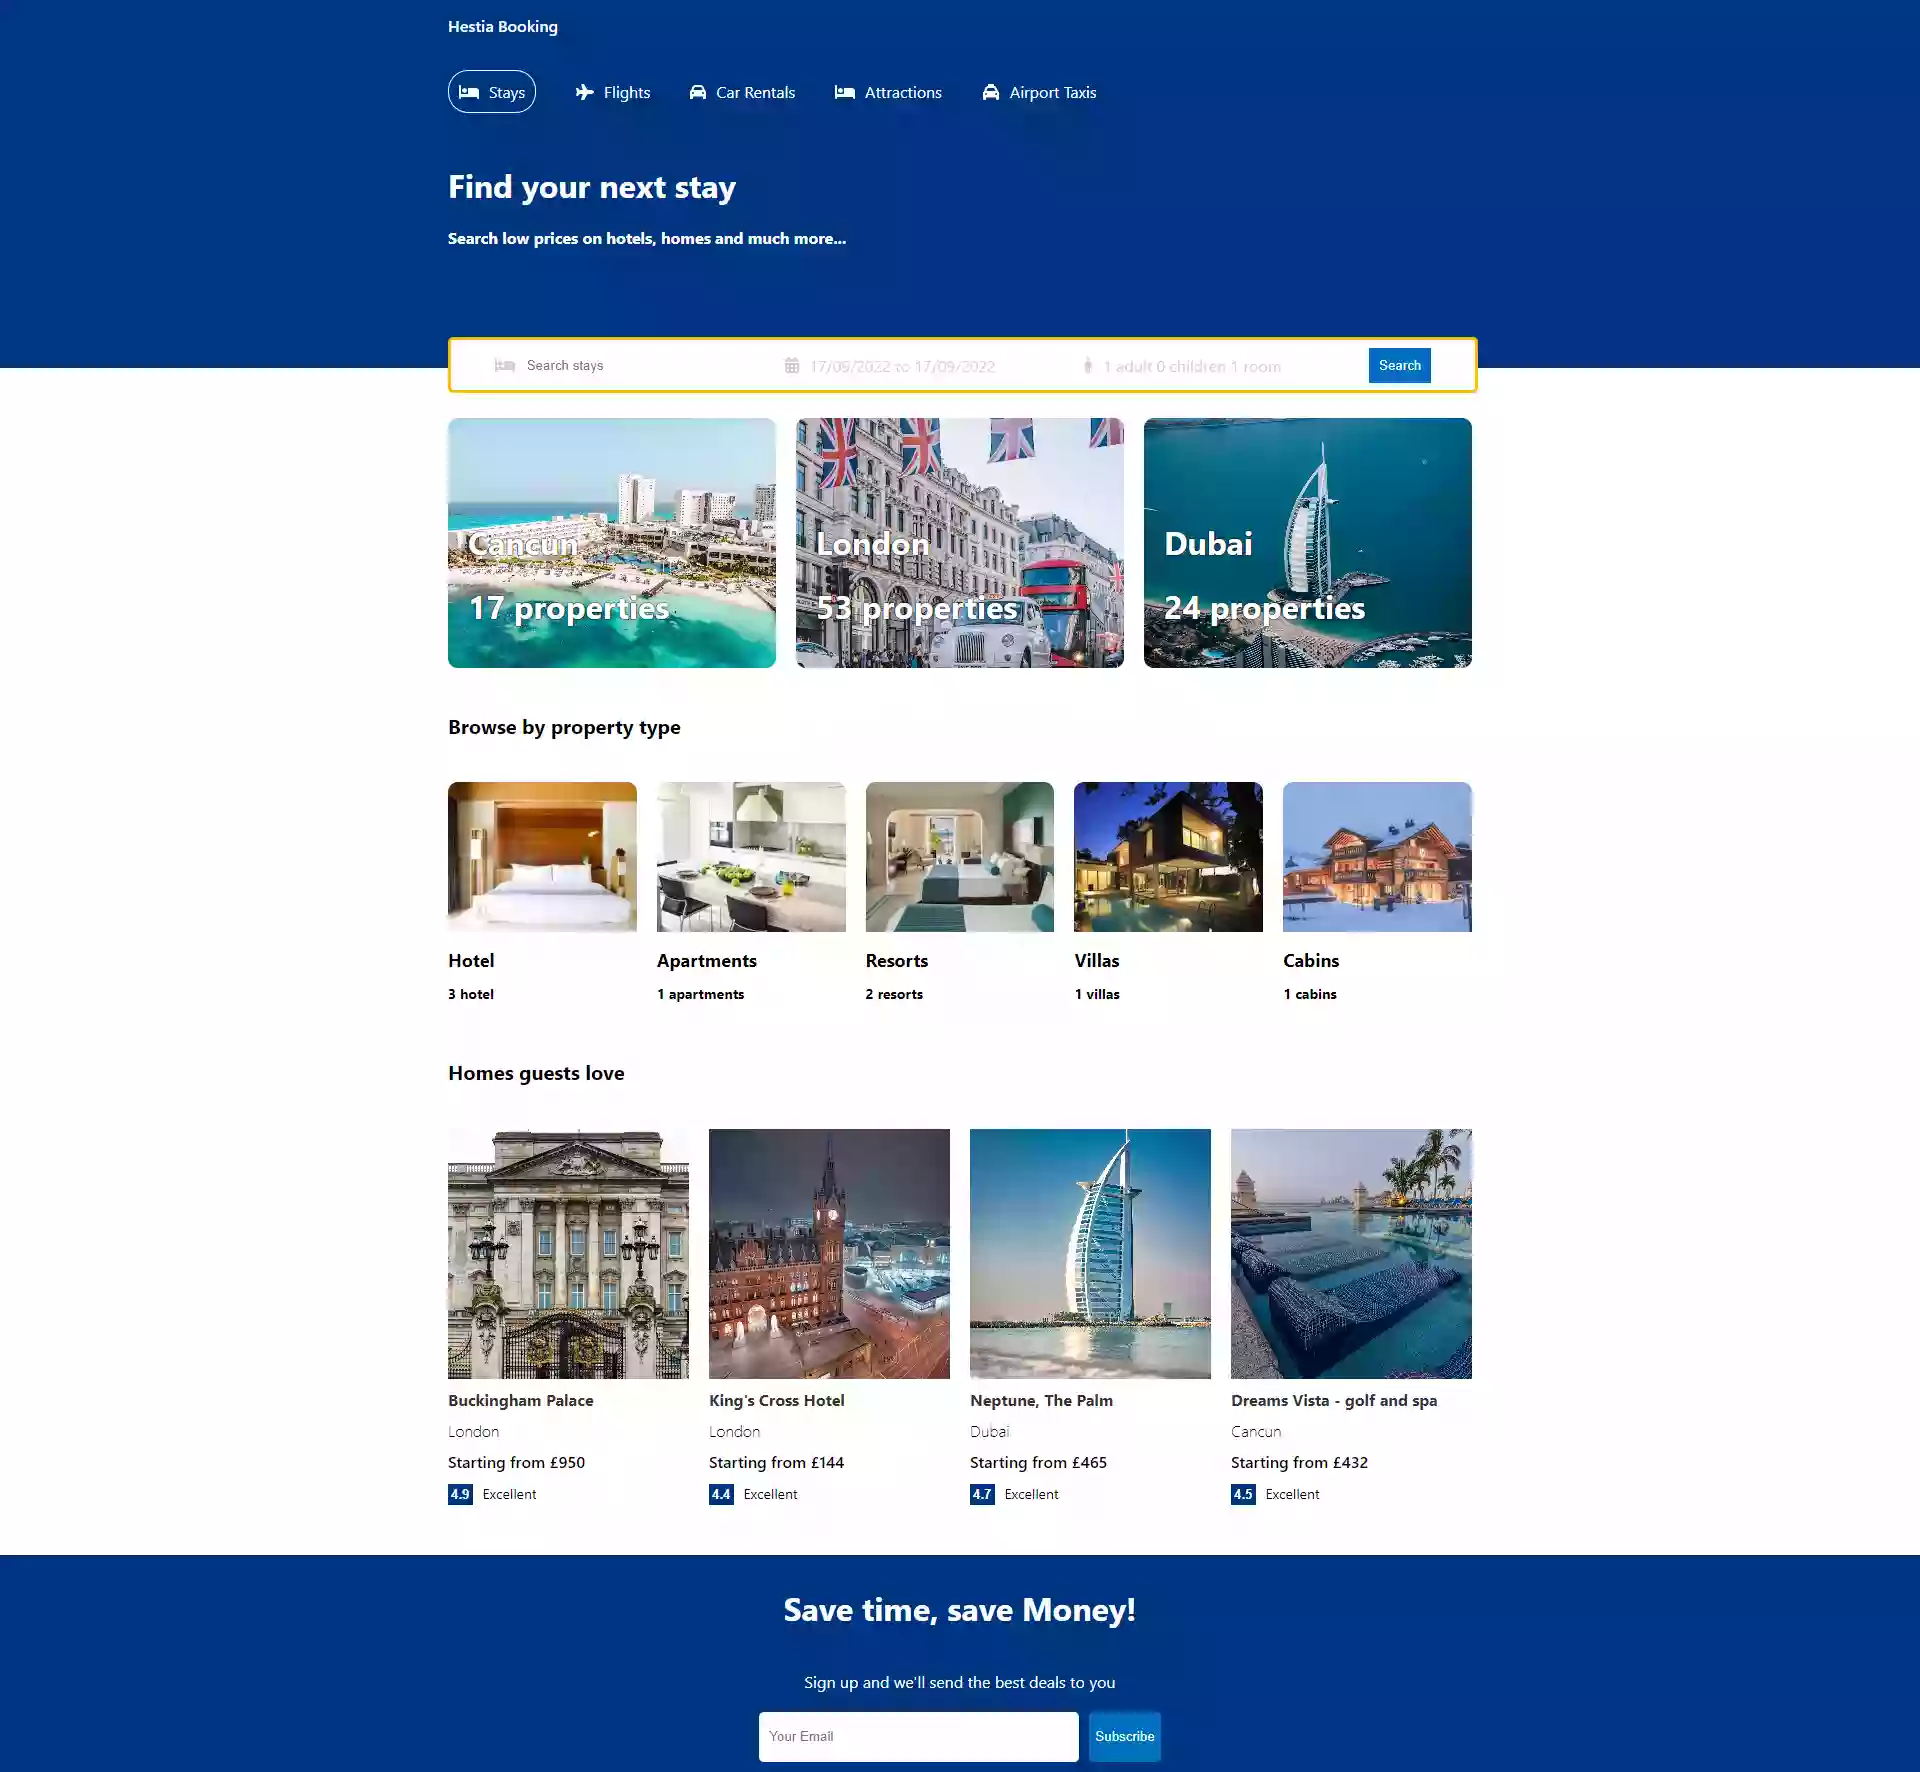 Hestia Booking
Stays Flights Car Rentals Attractions Airport Taxis
Find your next stay
Search low prices on hotels, homes and much more...
Search stays 17/09/2022 to 17/09/2022 1 adult 0 children 1 room Search
Cancun
17 properties
London
53 properties
Dubai
24 properties
Browse by property type
Hotel
3 hotel
Apartments
1 apartments
Resorts
2 resorts
Villas
1 villas
Cabins
1 cabins
Homes guests love
Buckingham Palace
London
Starting from £950
4.9 Excellent
King's Cross Hotel
London
Starting from £144
4.4 Excellent
Neptune, The Palm
Dubai
Starting from £465
4.7 Excellent
Dreams Vista - golf and spa
Cancun
Starting from £432
4.5 Excellent
Save time, save Money!
Sign up and we'll send the best deals to you
Your Email Subscribe